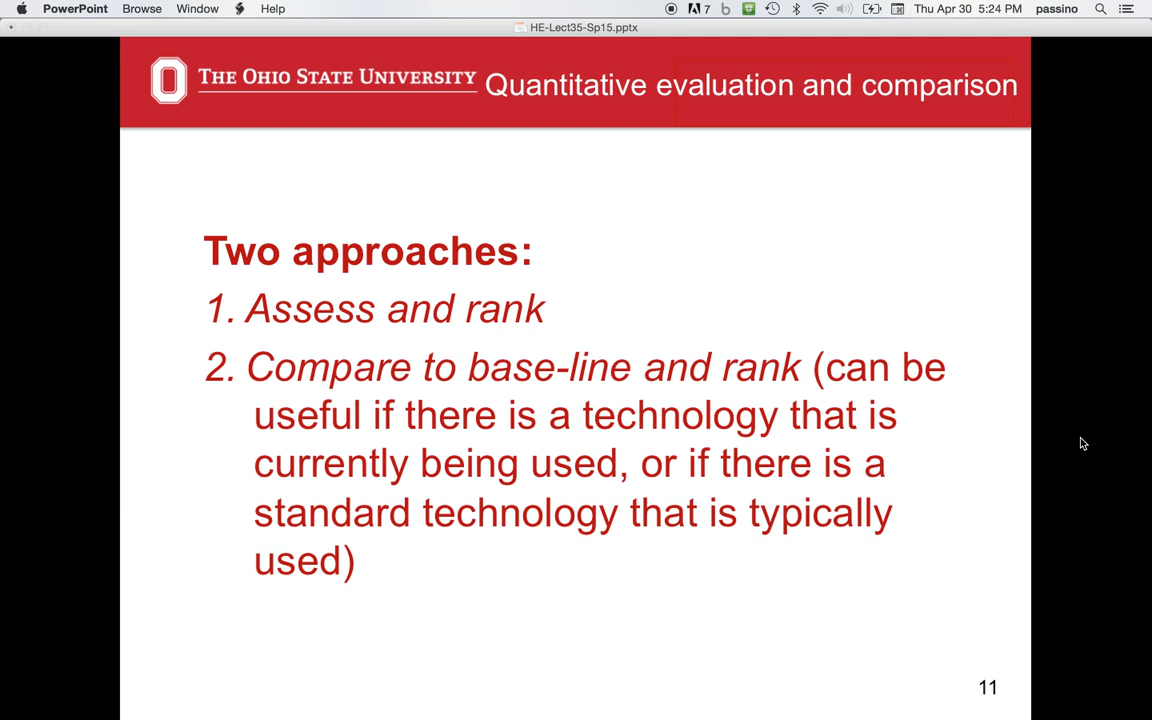 PowerPoint Browse Window Help 7 Thu Apr 30 5:24 PM passino
HE-Lect35-Sp15.pptx
THE OHIO STATE UNIVERSITY Quantitative evaluation and comparison
Two approaches:
1. Assess and rank
2. Compare to base-line and rank (can be
useful if there is a technology that is
currently being used, or if there is a
standard technology that is typically
used)
11